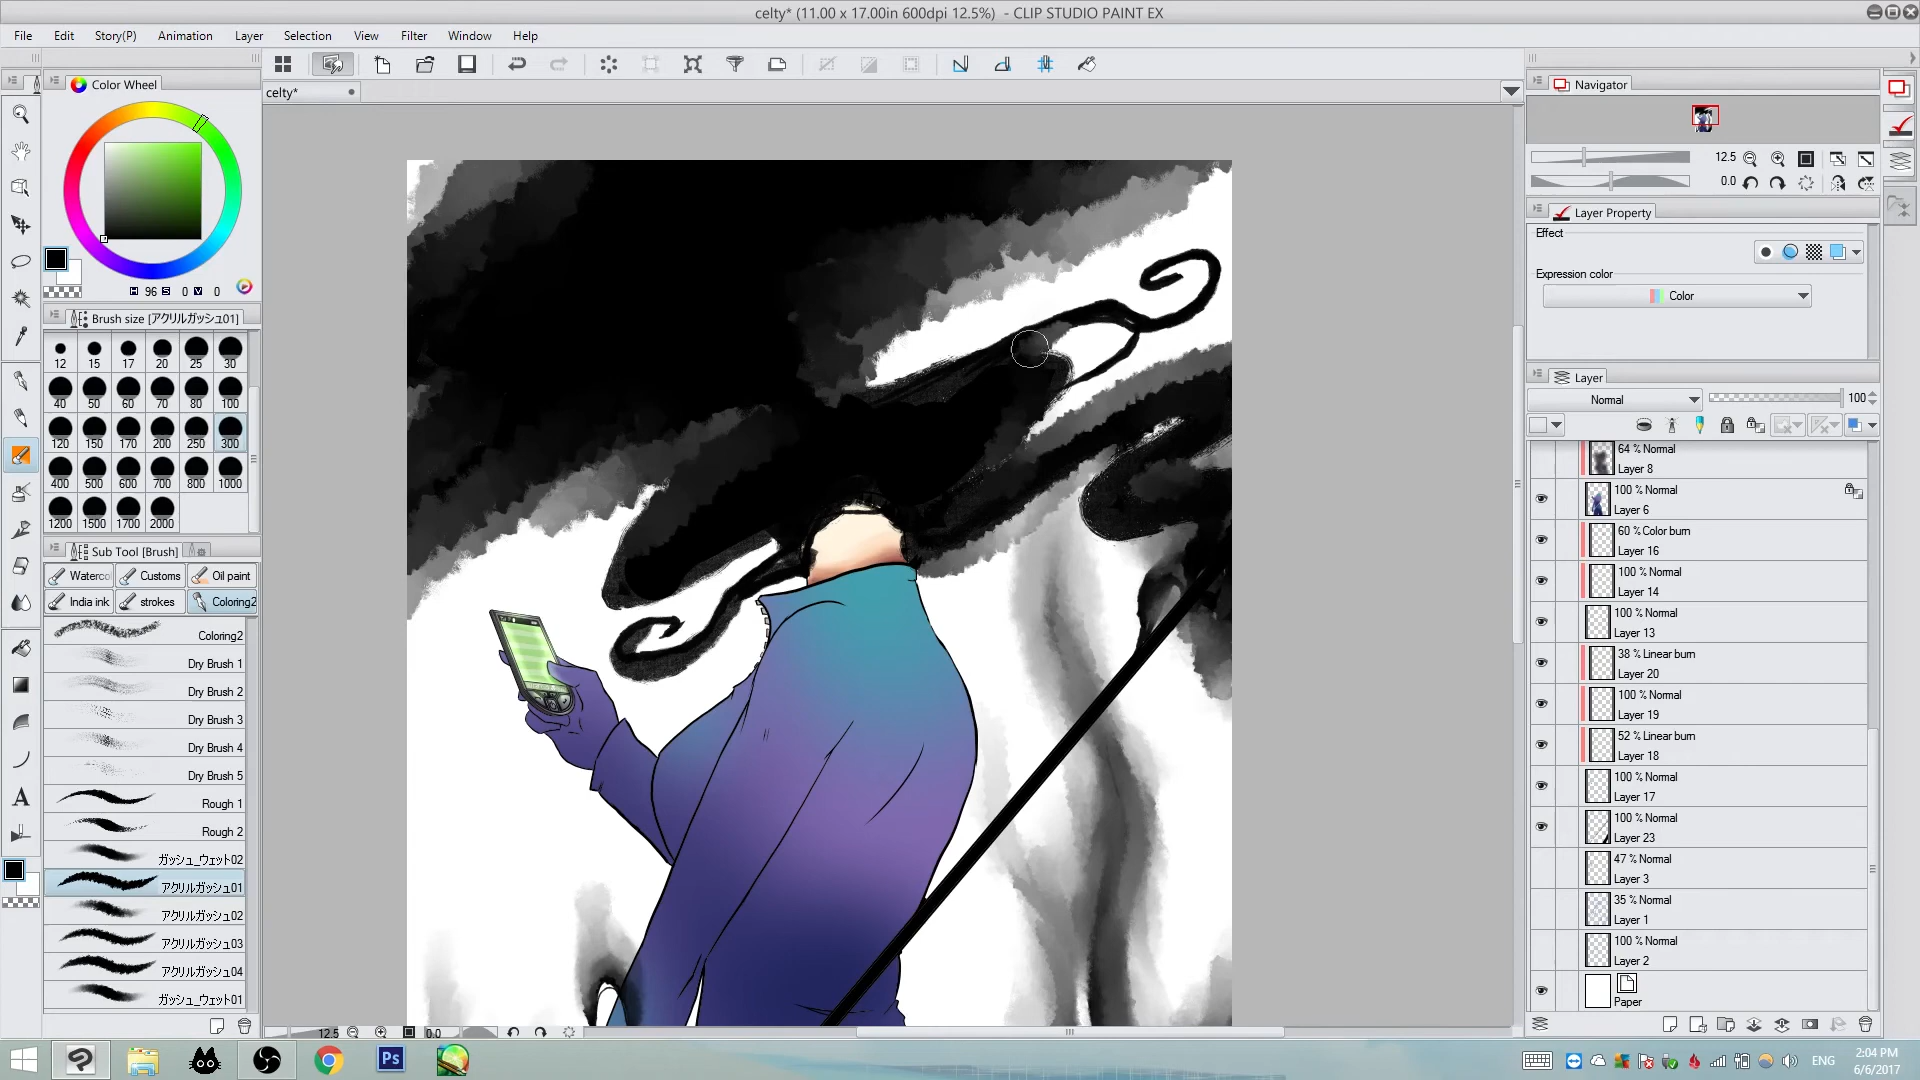 celty* (11.00 x 17.00in 600dpi 12.5%) - CLIP STUDIO PAINT EX
File Edit Story(P) Animation Layer Selection View Filter Window Help
celty*
Color Wheel
H 96 S 0 V 0
Brush size [アクリルガッシュ01]
12 15 17 20 25 30
40 50 60 70 80 100
120 150 170 200 250 300
400 500 600 700 800 1000
1200 1500 1700 2000
Sub Tool [Brush]
Waterco Customs Oil paint
India ink strokes Coloring2
Coloring2
Dry Brush 1
Dry Brush 2
Dry Brush 3
Dry Brush 4
Dry Brush 5
Rough 1
Rough 2
ガッシュ_ウェット02
アクリルガッシュ01
アクリルガッシュ02
アクリルガッシュ03
アクリルガッシュ04
ガッシュ_ウェット01
12.5 0.0
Navigator
12.5
0.0
Layer Property
Effect
Expression color
Color
Layer
Normal 100
64 % Normal
Layer 8
100 % Normal
Layer 6
60 % Color burn
Layer 16
100 % Normal
Layer 14
100 % Normal
Layer 13
38 % Linear burn
Layer 20
100 % Normal
Layer 19
52 % Linear burn
Layer 18
100 % Normal
Layer 17
100 % Normal
Layer 23
47 % Normal
Layer 3
35 % Normal
Layer 1
100 % Normal
Layer 2
Paper
Ps
ENG
2:04 PM
6/6/2017